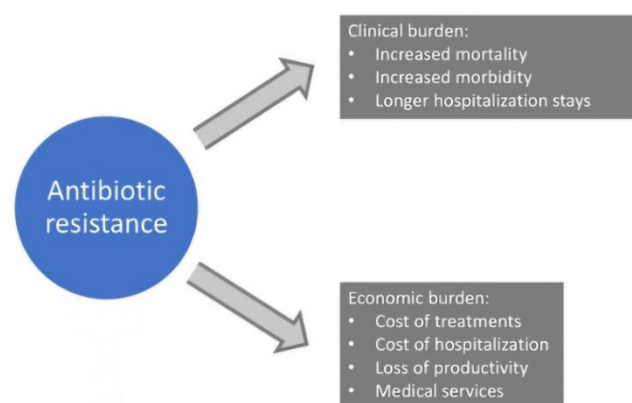 Antibiotic
resistance
Clinical burden:
• Increased mortality
• Increased morbidity
• Longer hospitalization stays
Economic burden:
• Cost of treatments
• Cost of hospitalization
• Loss of productivity
• Medical services